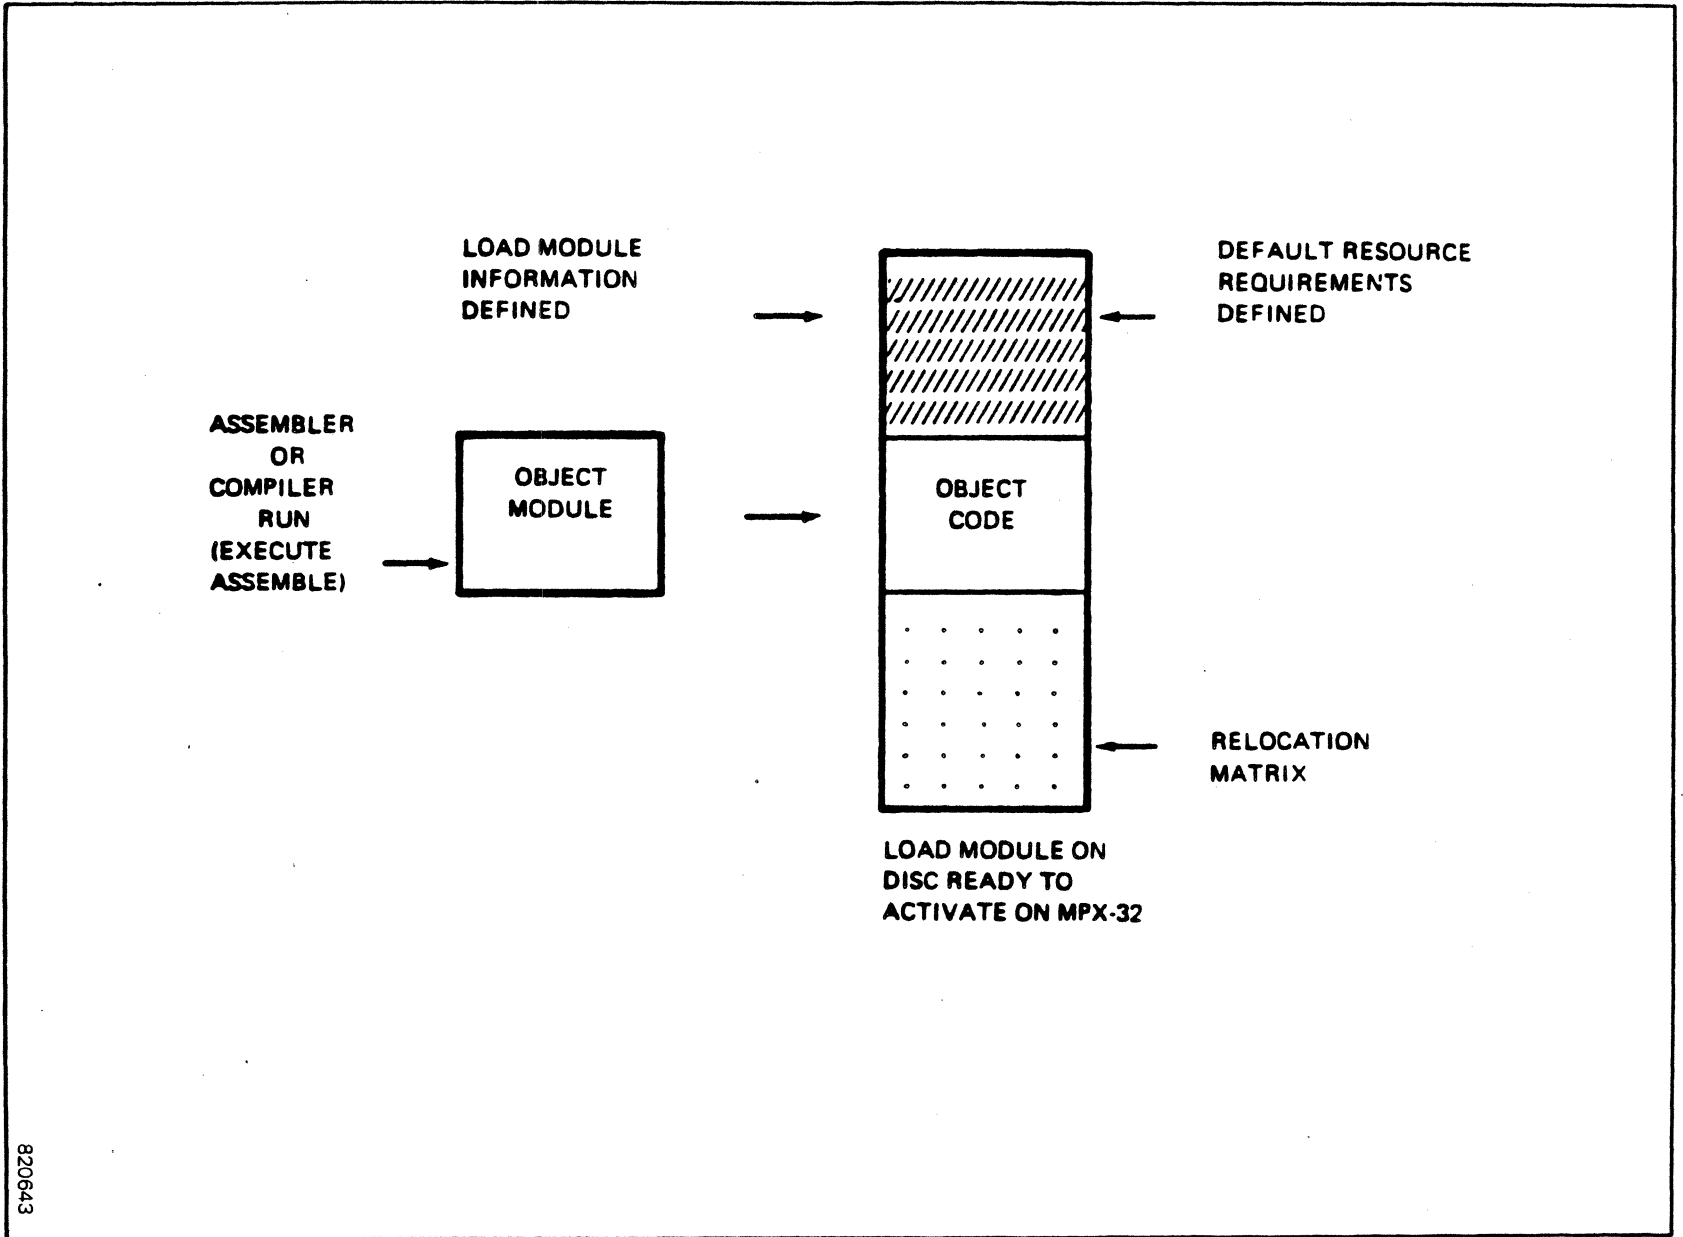 LOAD MODULE
INFORMATION
DEFINED
DEFAULT RESOURCE
REQUIREMENTS
DEFINED
ASSEMBLER
OR
COMPILER
RUN
(EXECUTE
ASSEMBLE)
OBJECT
MODULE
OBJECT
CODE
RELOCATION
MATRIX
LOAD MODULE ON
DISC READY TO
ACTIVATE ON MPX-32
820643